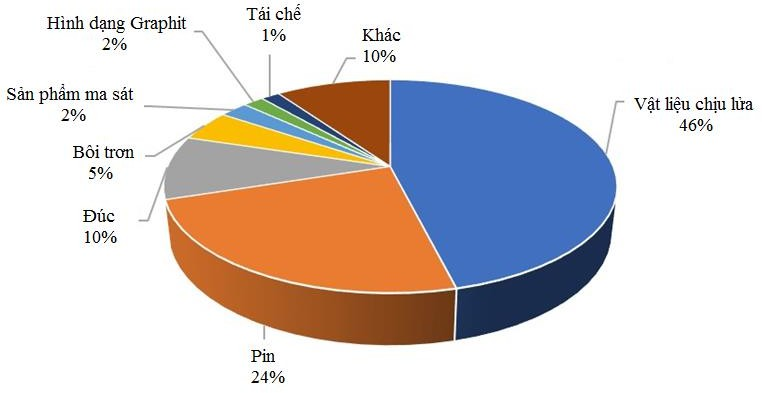 Hình dạng Graphit
2%
Tái chế
1%
Khác
10%
Sản phẩm ma sát
2%
Vật liệu chịu lửa
46%
Bôi trơn
5%
Đúc
10%
Pin
24%